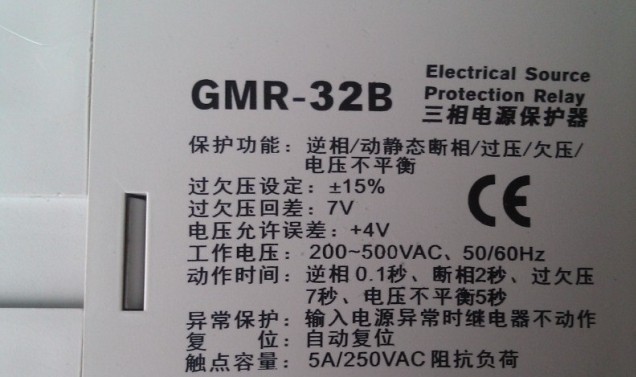 GMR-32B
Electrical Source
Protection Relay
三相电源保护器
保护功能：逆相/动静态断相/过压/欠压/
电压不平衡
过欠压设定：±15%
过欠压回差：7V
电压允许误差：+4V
工作电压：200~500VAC、50/60Hz
动作时间：逆相 0.1秒、断相2秒、过欠压
7秒、电压不平衡5秒
异常保护：输入电源异常时继电器不动作
复 位：自动复位
触点容量：5A/250VAC 阻抗负荷
CE